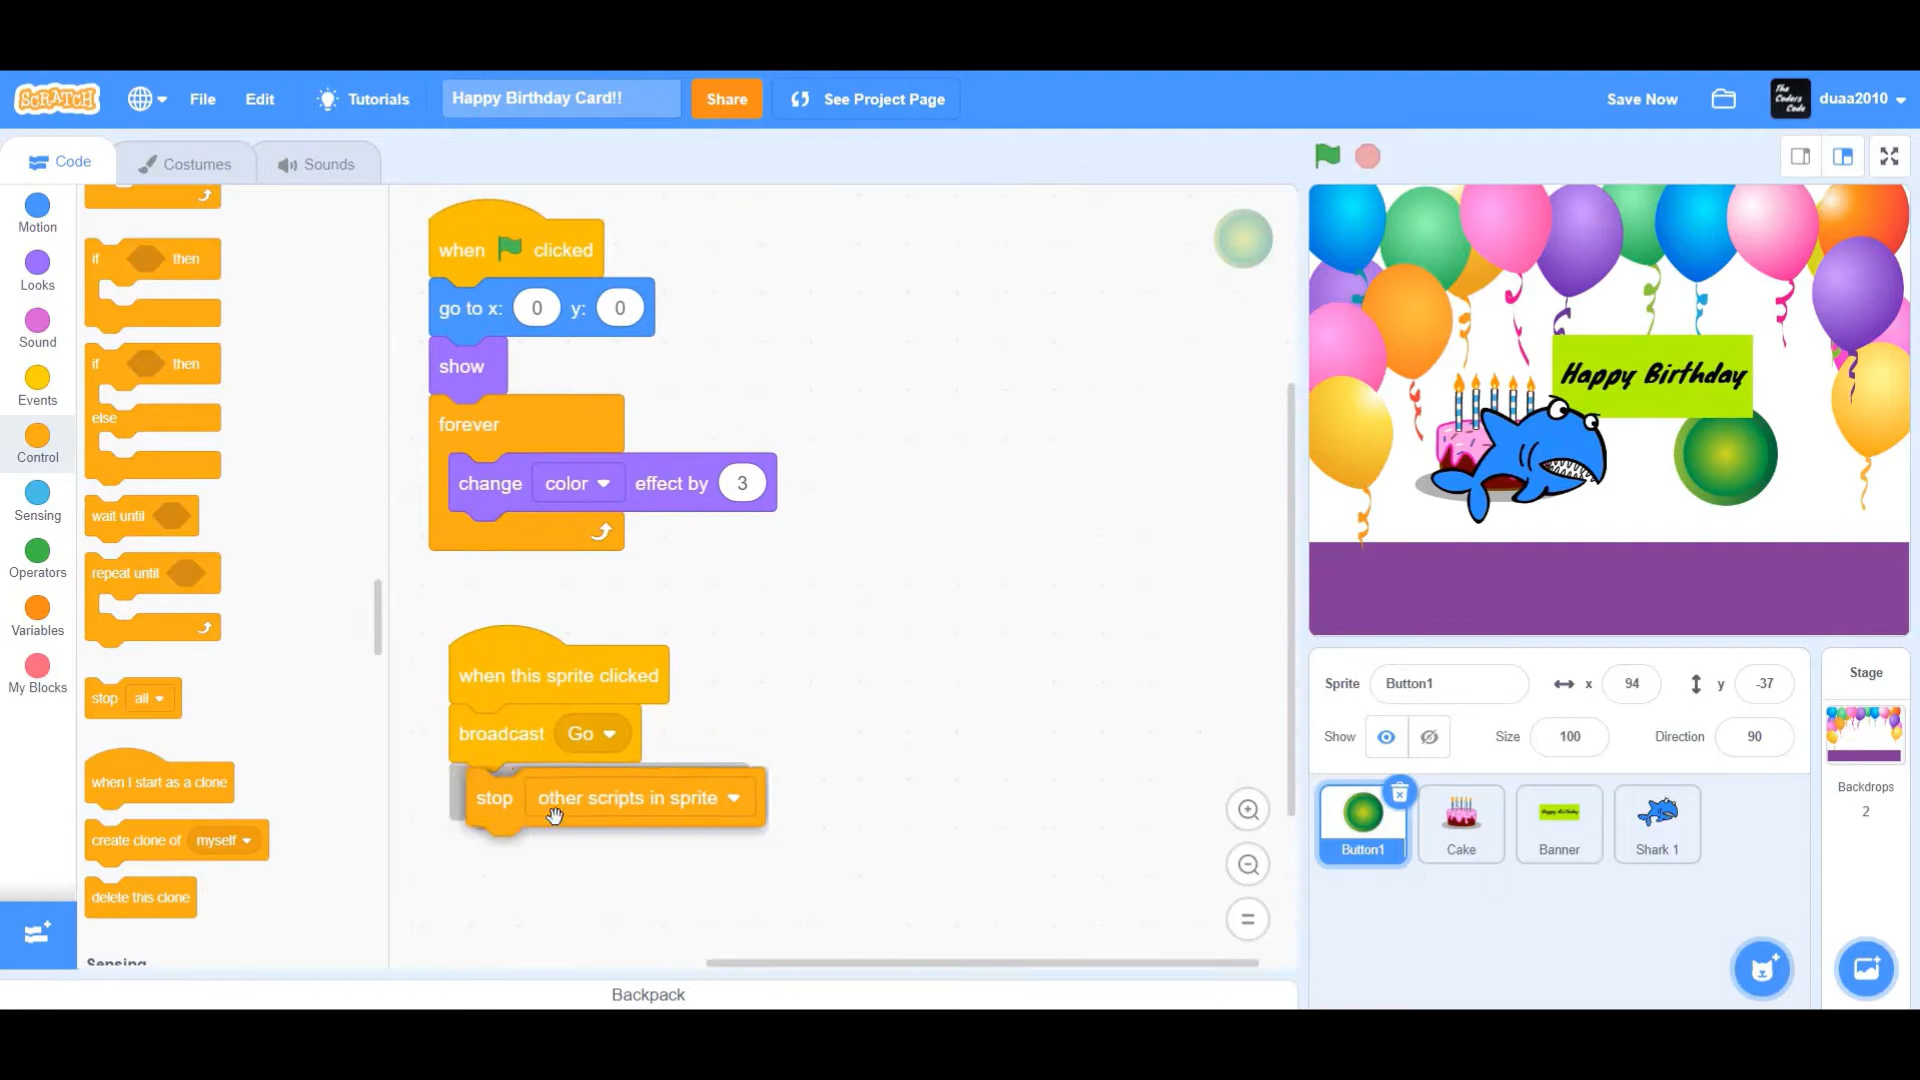 SCRATCH File Edit Tutorials Happy Birthday Card!! Share See Project Page Save Now The Coders Code duaa2010
Code Costumes Sounds
Motion
Looks
Sound
Events
Control
Sensing
Operators
Variables
My Blocks
if then
if then
else
wait until
repeat until
stop all
when I start as a clone
create clone of myself
delete this clone
when clicked
go to x: 0 y: 0
show
forever
change color effect by 3
when this sprite clicked
broadcast Go
stop other scripts in sprite
Backpack
Happy Birthday
Sprite Button1 x 94 y -37
Show Size 100 Direction 90
Button1 Cake Banner Shark 1
Stage
Backdrops
2